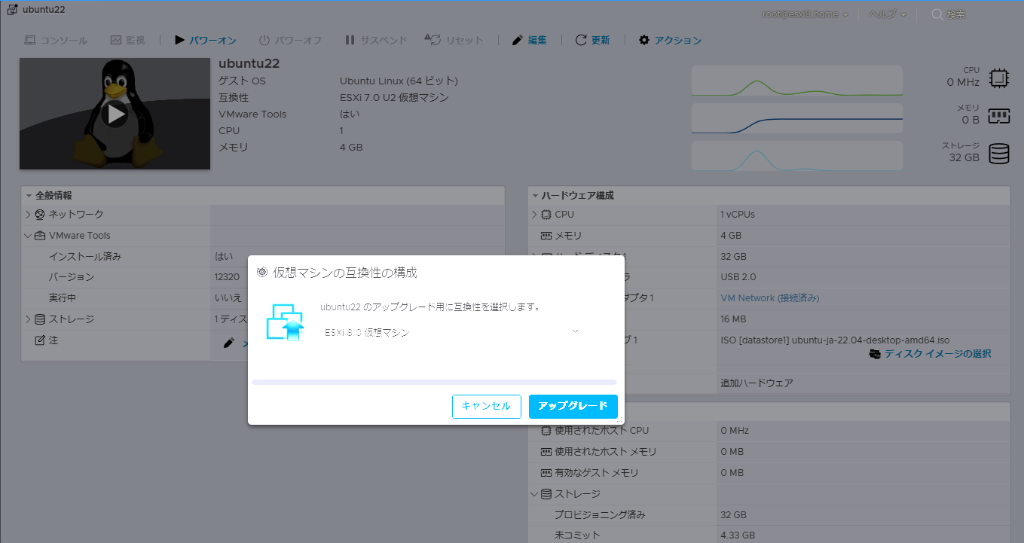 ubuntu22
root@esxi8.home
ヘルプ
検索
コンソール 監視 パワーオン パワーオフ サスペンド リセット 編集 更新 アクション
ubuntu22
ゲスト OS Ubuntu Linux (64 ビット)
互換性 ESXi 7.0 U2 仮想マシン
VMware Tools はい
CPU 1
メモリ 4 GB
CPU
0 MHz
メモリ
0 B
ストレージ
32 GB
全般情報
ネットワーク
VMware Tools
インストール済み はい
バージョン 12320
実行中 いいえ
ストレージ 1 ディス
注
ハードウェア構成
CPU 1 vCPUs
メモリ 4 GB
32 GB
USB 2.0
ダプタ 1 VM Network (接続済み)
16 MB
1 ISO [datastore1] ubuntu-ja-22.04-desktop-amd64.iso
ディスク イメージの選択
追加ハードウェア
仮想マシンの互換性の構成
ubuntu22 のアップグレード用に互換性を選択します。
ESXi 8.0 仮想マシン
キャンセル アップグレード
使用されたホスト CPU 0 MHz
使用されたホスト メモリ 0 MB
有効なゲスト メモリ 0 MB
ストレージ
プロビジョニング済み 32 GB
未コミット 4.33 GB